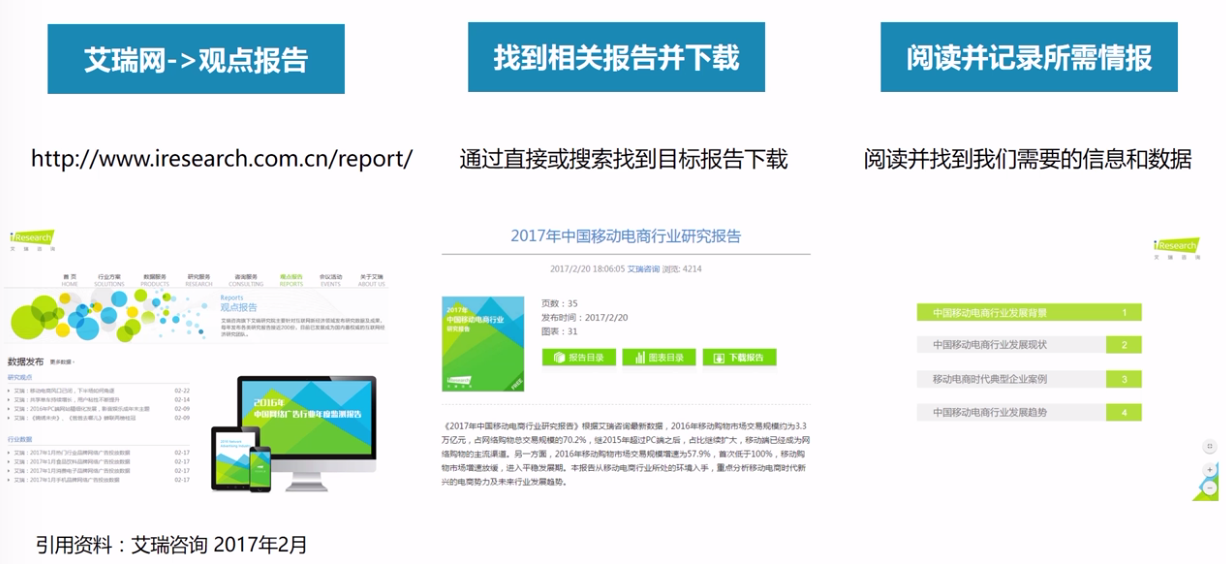 艾瑞网->观点报告
找到相关报告并下载
阅读并记录所需情报
http://www.iresearch.com.cn/report/
通过直接或搜索找到目标报告下载
阅读并找到我们需要的信息和数据
iResearch
艾 瑞 咨 询
首 页 行业方案 数据服务 研究服务 咨询服务 观点报告 会议活动 关于艾瑞
HOME SOLUTIONS PRODUCTS RESEARCH CONSULTING REPORTS EVENTS ABOUT US
Reports
观点报告
数据发布 更多数据
研究观点
02-22
02-14
02-09
02-09
行业数据
02-17
02-17
02-17
02-17
2016年
中国网络广告行业年度监测报告
2017年中国移动电商行业研究报告
2017/2/20 18:06:05 艾瑞咨询 浏览: 4214
2017年
中国移动电商行业
研究报告
页数：35
发布时间：2017/2/20
图表：31
报告目录
图表目录
下载报告
《2017年中国移动电商行业研究报告》根据艾瑞咨询最新数据，2016年移动购物市场交易规模约为3.3
万亿元，占网络购物总交易规模的70.2%，继2015年超过PC端之后，占比继续扩大，移动端已经成为网
络购物的主流渠道。另一方面，2016年移动购物市场交易规模增速为57.9%，首次低于100%，移动购
物市场增速放缓，进入平稳发展期。本报告从移动电商行业所处的环境入手，重点分析移动电商时代新
兴的电商势力及未来行业发展趋势。
iResearch
艾 瑞 咨 询
中国移动电商行业发展背景 1
中国移动电商行业发展现状 2
移动电商时代典型企业案例 3
中国移动电商行业发展趋势 4
引用资料：艾瑞咨询 2017年2月